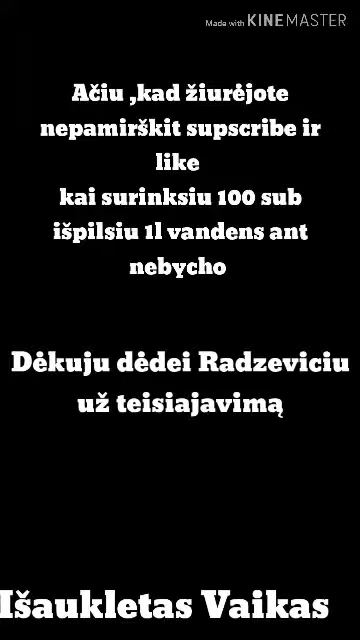 Made with KINEMASTER
Ačiu ,kad žiurėjote
nepamirškit supscribe ir
like
kai surinksiu 100 sub
išpilsiu 1l vandens ant
nebycho
Dėkuju dėdei Radzeviciu
už teisiajavimą
Išaukletas Vaikas